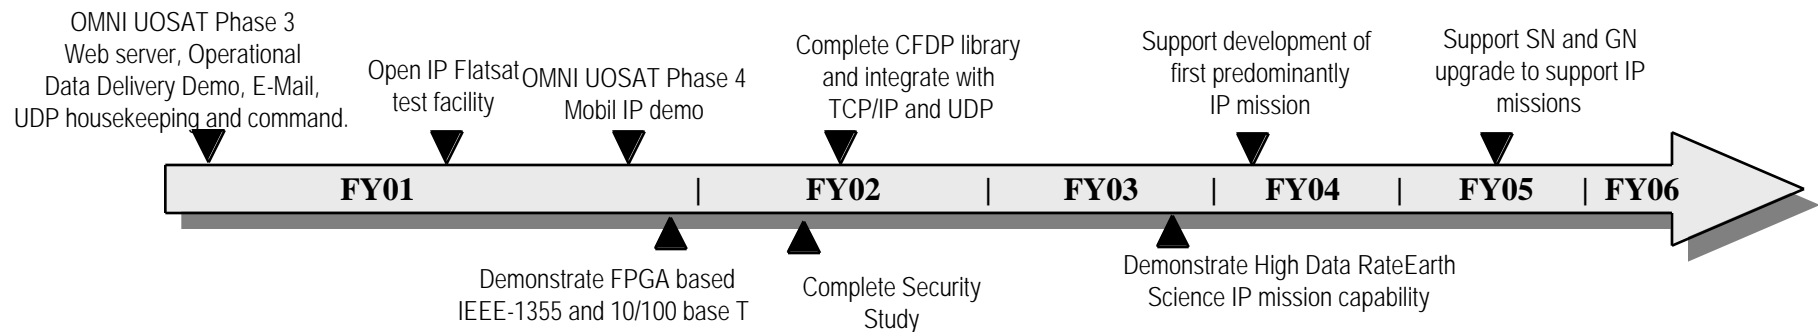 OMNI UOSAT Phase 3
Web server, Operational
Data Delivery Demo, E-Mail,
UDP housekeeping and command.
Open IP Flatsat
test facility
OMNI UOSAT Phase 4
Mobil IP demo
Complete CFDP library
and integrate with
TCP/IP and UDP
Support development of
first predominantly
IP mission
Support SN and GN
upgrade to support IP
missions
FY01 | FY02 | FY03 | FY04 | FY05 | FY06
Demonstrate FPGA based
IEEE-1355 and 10/100 base T
Complete Security
Study
Demonstrate High Data RateEarth
Science IP mission capability